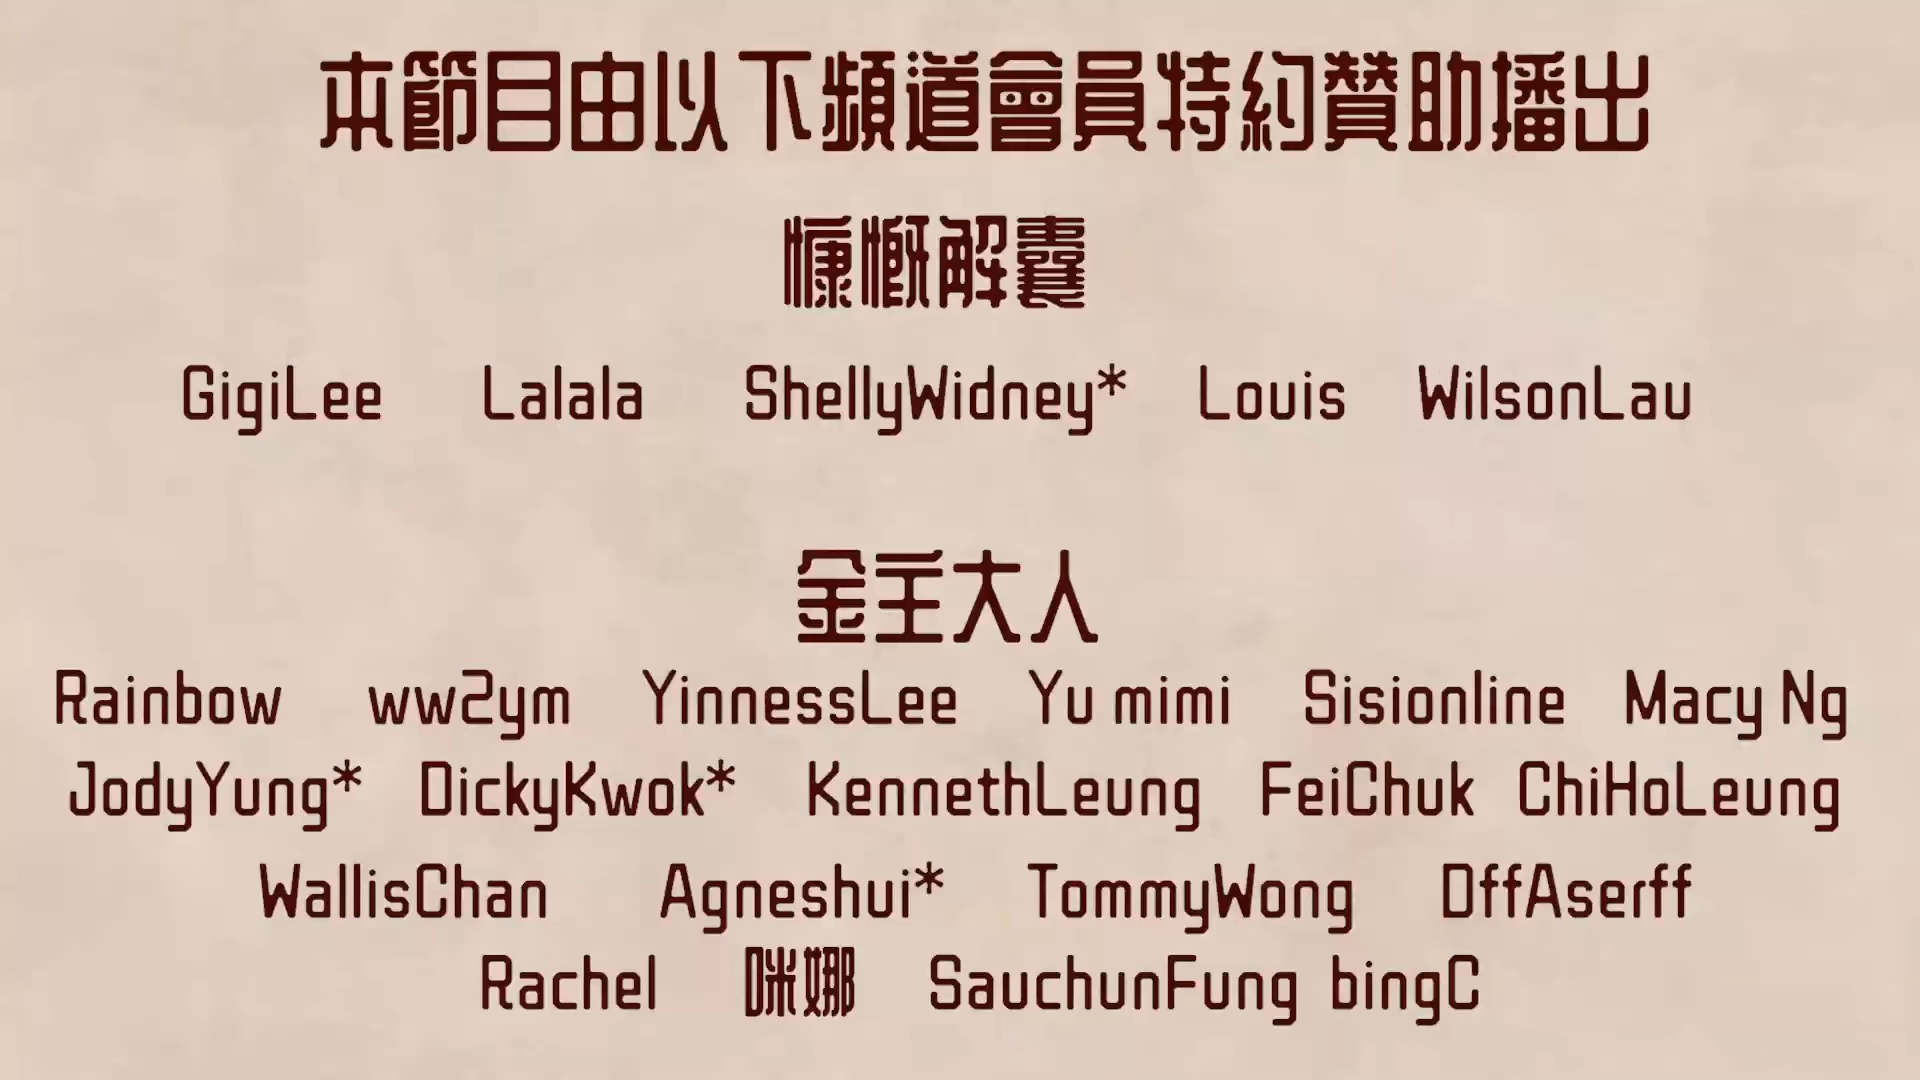 本節目由以下頻道會員特約贊助播出
慷慨解囊
GigiLee Lalala ShellyWidney* Louis WilsonLau
金主大人
Rainbow ww2ym YinnessLee Yu mimi Sisionline Macy Ng
JodyYung* DickyKwok* KennethLeung FeiChuk ChiHoLeung
WallisChan Agneshui* TommyWong DffAserff
Rachel 咪娜 SauchunFung bingC